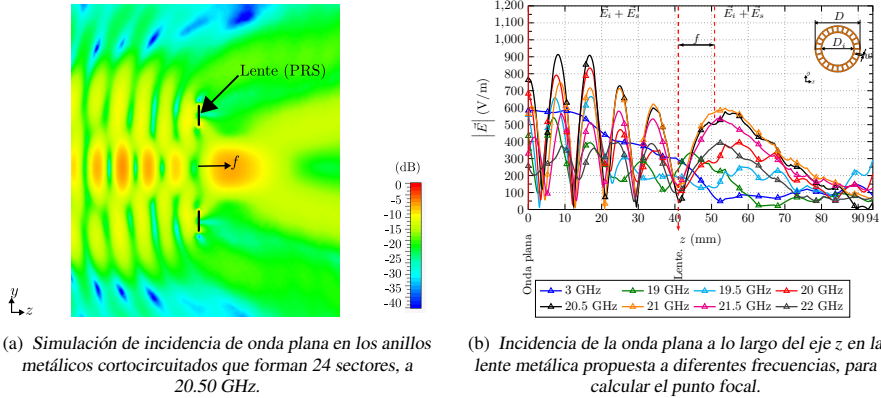 Lente (PRS)
f
(dB)
0
-5
-10
-15
-20
-25
-30
-35
-40
y
z
(a) Simulación de incidencia de onda plana en los anillos
metálicos cortocircuitados que forman 24 sectores, a
20.50 GHz.
1,200
1,100
1,000
900
800
700
600
500
400
300
200
100
0
|E⃗| (V/m)
E⃗i + E⃗s
E⃗i + E⃗s
f
D
Di
0 10 20 30 40 50 60 70 80 90 94
z (mm)
Onda plana
Lente.
3 GHz 19 GHz 19.5 GHz 20 GHz
20.5 GHz 21 GHz 21.5 GHz 22 GHz
(b) Incidencia de la onda plana a lo largo del eje z en la
lente metálica propuesta a diferentes frecuencias, para
calcular el punto focal.